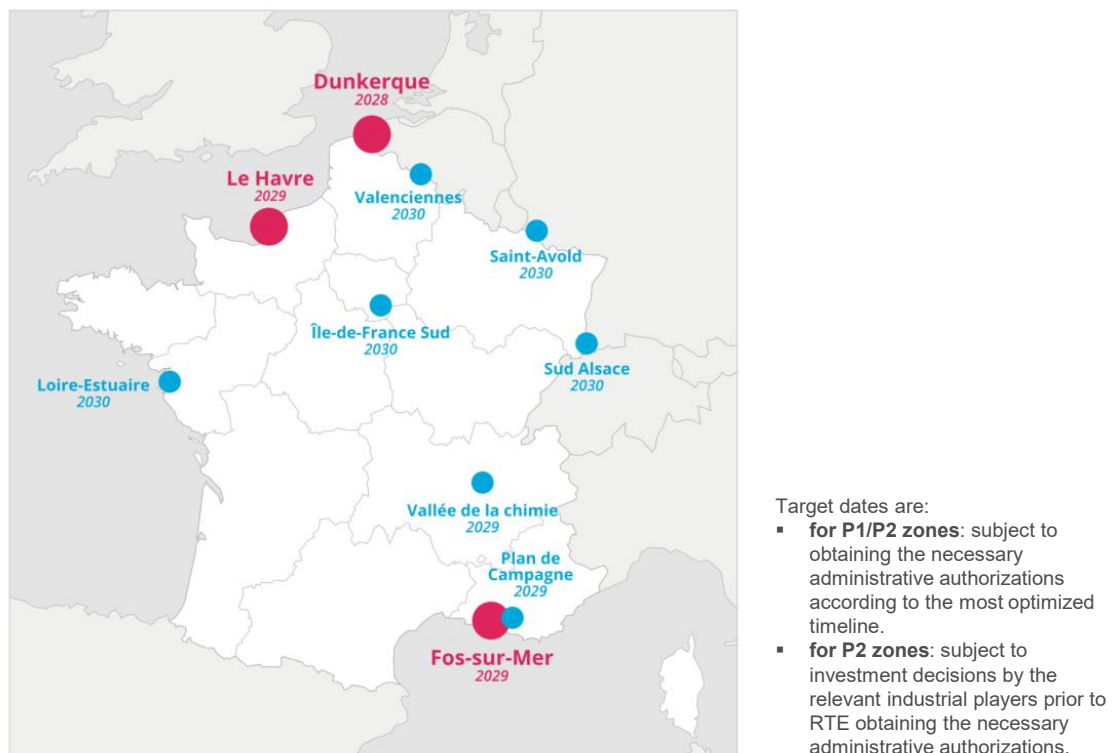 Dunkerque
2028
Le Havre
2029
Valenciennes
2030
Saint-Avold
2030
Île-de-France Sud
2030
Sud Alsace
2030
Loire-Estuaire
2030
Vallée de la chimie
2029
Plan de
Campagne
2029
Fos-sur-Mer
2029
Target dates are:
▪ for P1/P2 zones: subject to
obtaining the necessary
administrative authorizations
according to the most optimized
timeline.
▪ for P2 zones: subject to
investment decisions by the
relevant industrial players prior to
RTE obtaining the necessary
administrative authorizations.